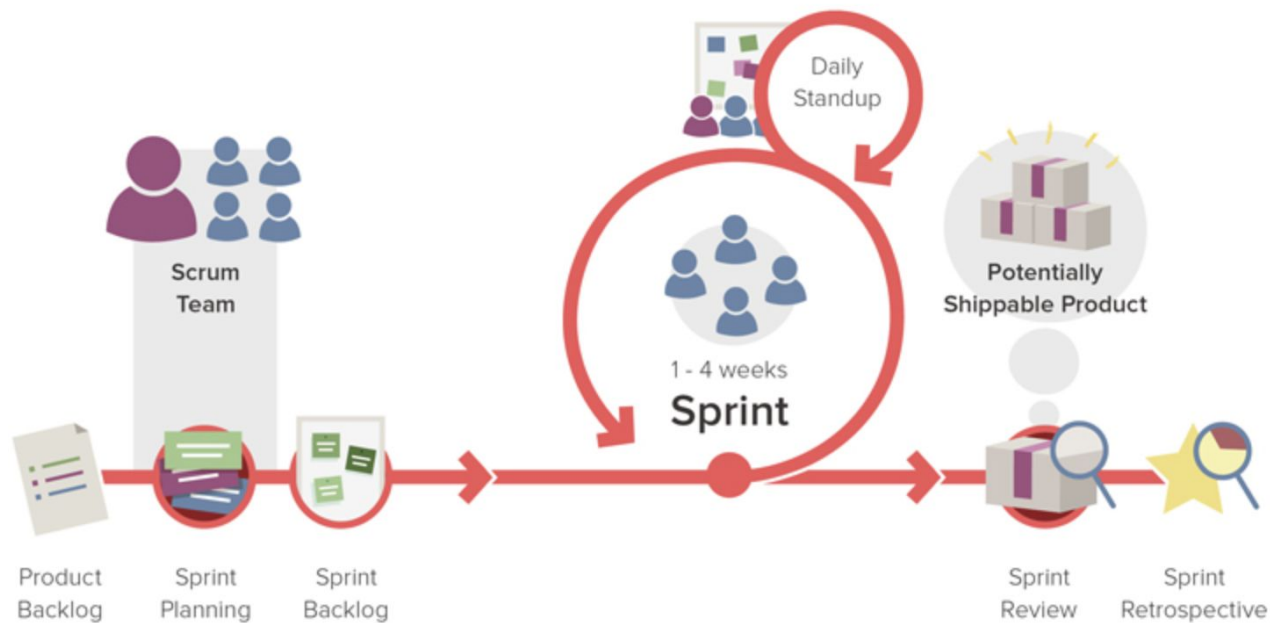 Daily
Standup
Scrum
Team
Potentially
Shippable Product
1 - 4 weeks
Sprint
Product
Backlog
Sprint
Planning
Sprint
Backlog
Sprint
Review
Sprint
Retrospective